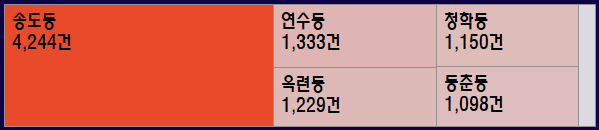 송도동
4,244건
연수동
1,333건
옥련동
1,229건
청학동
1,150건
동춘동
1,098건